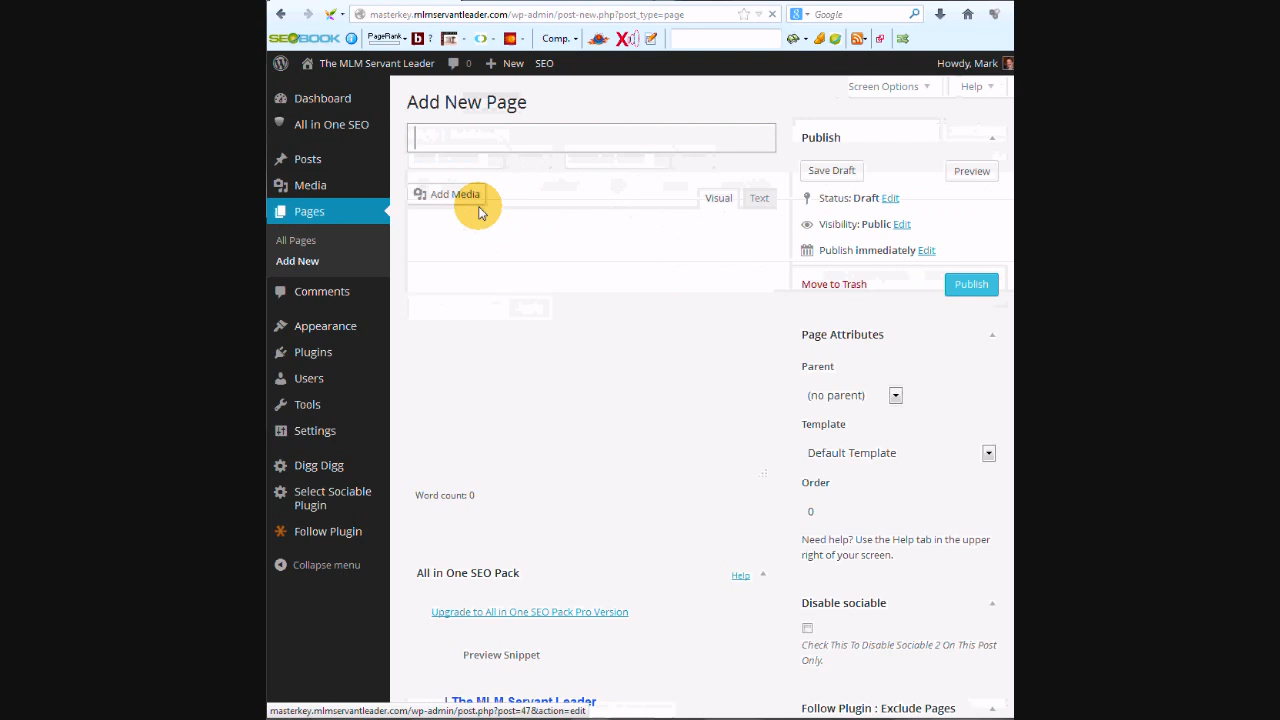 masterkey.mlmservantleader.com/wp-admin/post-new.php?post_type=page
Google
SEOBOOK
PageRank
b ?
Comp.
The MLM Servant Leader
0
New
SEO
Howdy, Mark
Screen Options
Help
Dashboard
All in One SEO
Posts
Media
Pages
All Pages
Add New
Comments
Appearance
Plugins
Users
Tools
Settings
Digg Digg
Select Sociable
Plugin
Follow Plugin
Collapse menu
Add New Page
Add Media
Visual
Text
Word count: 0
All in One SEO Pack
Help
Upgrade to All in One SEO Pack Pro Version
Preview Snippet
| The MLM Servant Leader
Publish
Save Draft
Preview
Status: Draft Edit
Visibility: Public Edit
Publish immediately Edit
Move to Trash
Publish
Page Attributes
Parent
(no parent)
Template
Default Template
Order
0
Need help? Use the Help tab in the upper
right of your screen.
Disable sociable
Check This To Disable Sociable 2 On This Post
Only.
Follow Plugin : Exclude Pages
masterkey.mlmservantleader.com/wp-admin/post.php?post=47&action=edit